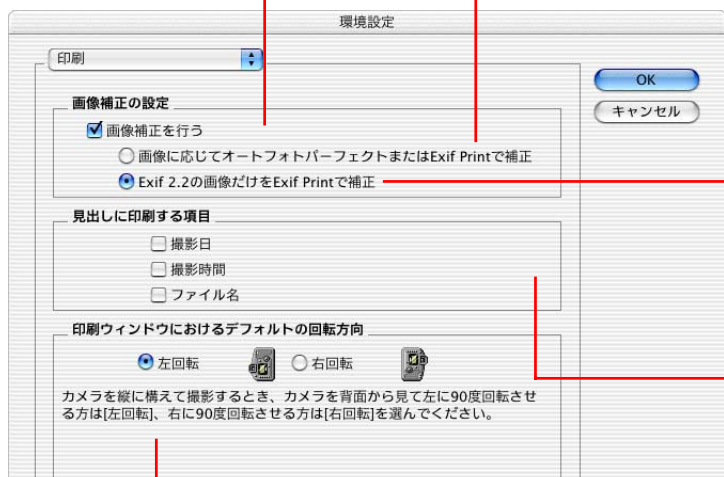 環境設定
印刷
OK
キャンセル
画像補正の設定
画像補正を行う
画像に応じてオートフォトパーフェクトまたはExif Printで補正
Exif 2.2の画像だけをExif Printで補正
見出しに印刷する項目
撮影日
撮影時間
ファイル名
印刷ウィンドウにおけるデフォルトの回転方向
左回転
右回転
カメラを縦に構えて撮影するとき、カメラを背面から見て左に90度回転させ
る方は[左回転]、右に90度回転させる方は[右回転]を選んでください。